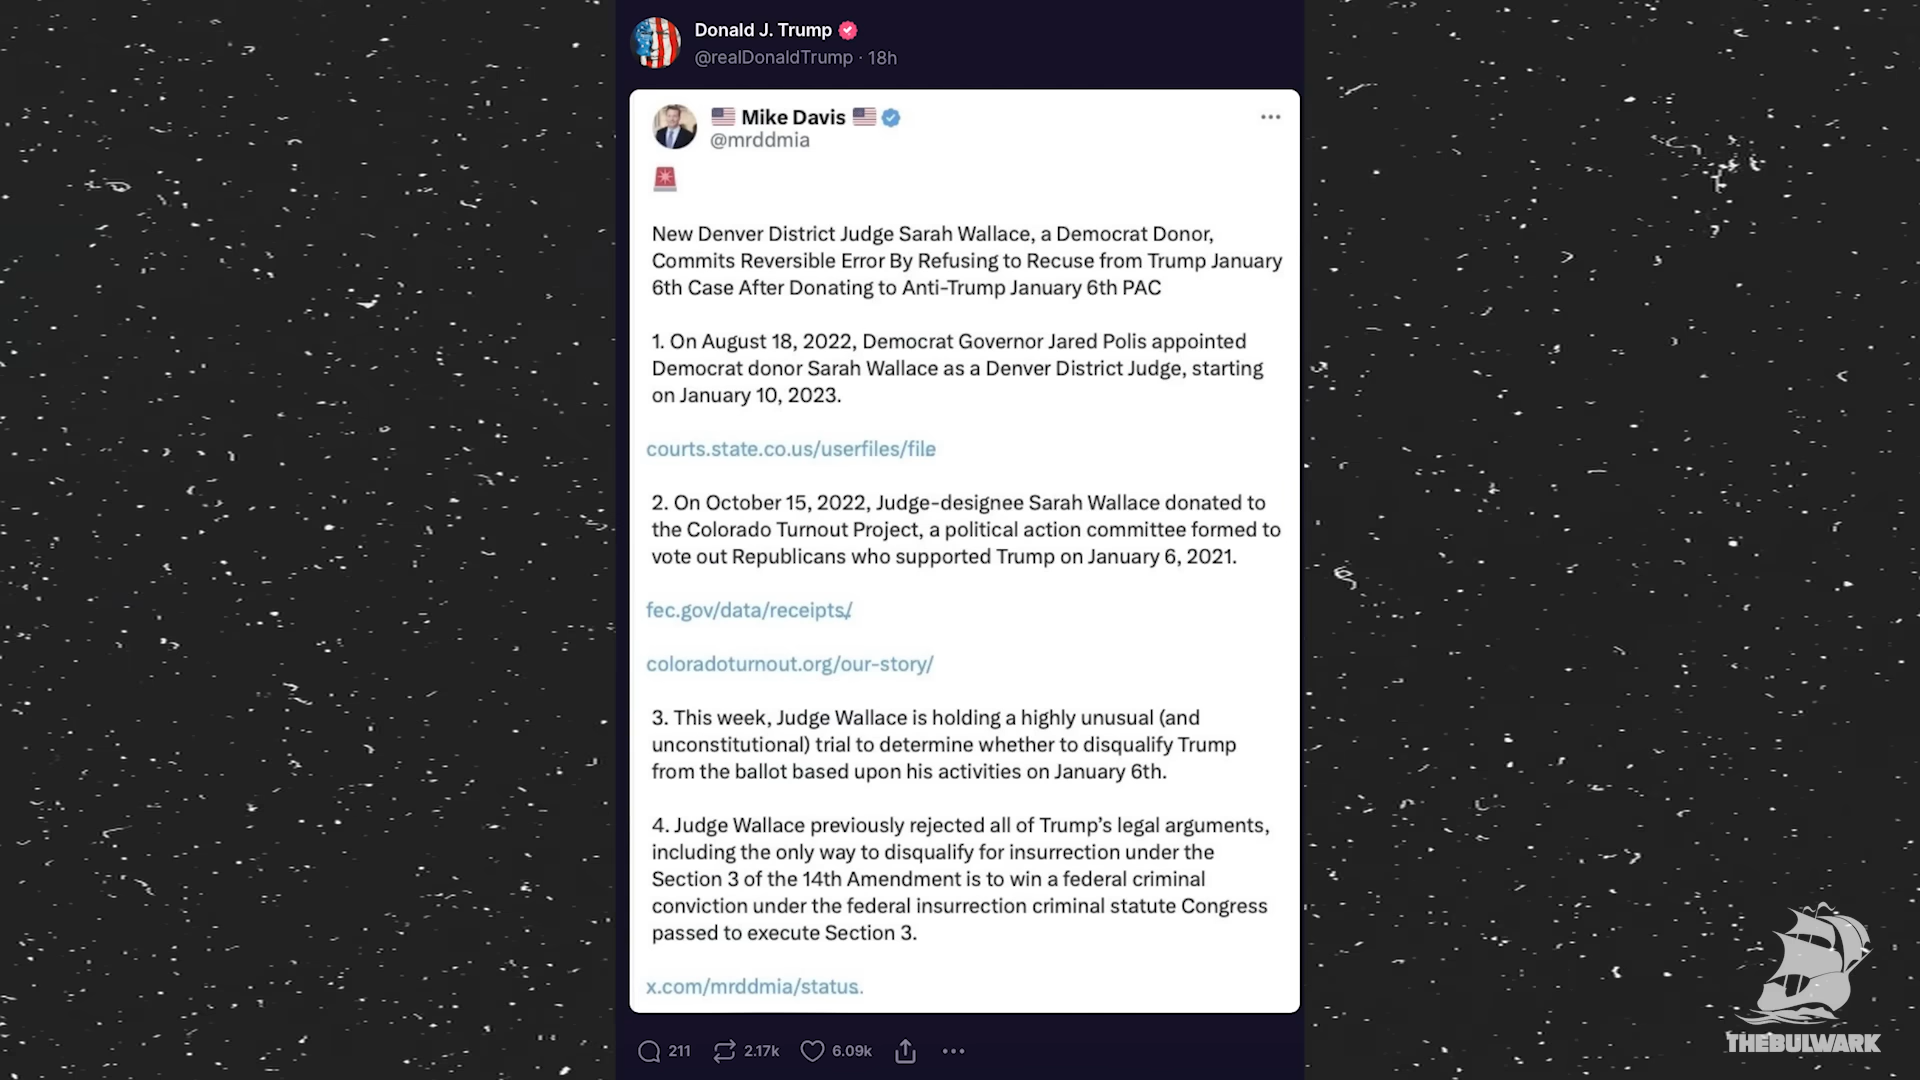 Donald J. Trump
@realDonaldTrump · 18h
Mike Davis
@mrddmia
New Denver District Judge Sarah Wallace, a Democrat Donor,
Commits Reversible Error By Refusing to Recuse from Trump January
6th Case After Donating to Anti-Trump January 6th PAC
1. On August 18, 2022, Democrat Governor Jared Polis appointed
Democrat donor Sarah Wallace as a Denver District Judge, starting
on January 10, 2023.
courts.state.co.us/userfiles/file
2. On October 15, 2022, Judge-designee Sarah Wallace donated to
the Colorado Turnout Project, a political action committee formed to
vote out Republicans who supported Trump on January 6, 2021.
fec.gov/data/receipts/
coloradoturnout.org/our-story/
3. This week, Judge Wallace is holding a highly unusual (and
unconstitutional) trial to determine whether to disqualify Trump
from the ballot based upon his activities on January 6th.
4. Judge Wallace previously rejected all of Trump’s legal arguments,
including the only way to disqualify for insurrection under the
Section 3 of the 14th Amendment is to win a federal criminal
conviction under the federal insurrection criminal statute Congress
passed to execute Section 3.
x.com/mrddmia/status.
211 2.17k 6.09k
THEBULWARK